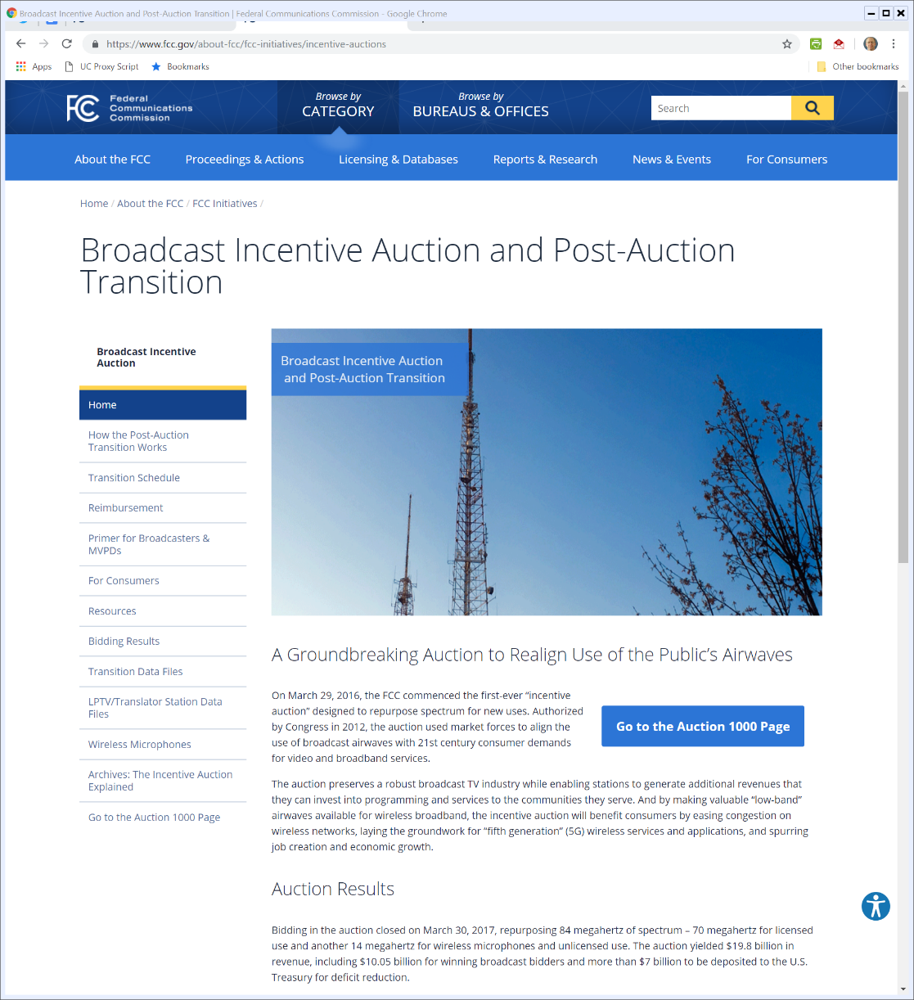 Broadcast Incentive Auction and Post-Auction Transition | Federal Communications Commission - Google Chrome
https://www.fcc.gov/about-fcc/fcc-initiatives/incentive-auctions
Apps UC Proxy Script Bookmarks Other bookmarks
FCC
Federal
Communications
Commission
Browse by
CATEGORY
Browse by
BUREAUS & OFFICES
Search
About the FCC Proceedings & Actions Licensing & Databases Reports & Research News & Events For Consumers
Home / About the FCC / FCC Initiatives /
Broadcast Incentive Auction and Post-Auction
Transition
Broadcast Incentive
Auction
Home
How the Post-Auction
Transition Works
Transition Schedule
Reimbursement
Primer for Broadcasters &
MVPDs
For Consumers
Resources
Bidding Results
Transition Data Files
LPTV/Translator Station Data
Files
Wireless Microphones
Archives: The Incentive Auction
Explained
Go to the Auction 1000 Page
Broadcast Incentive Auction
and Post-Auction Transition
A Groundbreaking Auction to Realign Use of the Public’s Airwaves
On March 29, 2016, the FCC commenced the first-ever “incentive
auction” designed to repurpose spectrum for new uses. Authorized
by Congress in 2012, the auction used market forces to align the
use of broadcast airwaves with 21st century consumer demands
for video and broadband services.
Go to the Auction 1000 Page
The auction preserves a robust broadcast TV industry while enabling stations to generate additional revenues that
they can invest into programming and services to the communities they serve. And by making valuable “low-band”
airwaves available for wireless broadband, the incentive auction will benefit consumers by easing congestion on
wireless networks, laying the groundwork for “fifth generation” (5G) wireless services and applications, and spurring
job creation and economic growth.
Auction Results
Bidding in the auction closed on March 30, 2017, repurposing 84 megahertz of spectrum – 70 megahertz for licensed
use and another 14 megahertz for wireless microphones and unlicensed use. The auction yielded $19.8 billion in
revenue, including $10.05 billion for winning broadcast bidders and more than $7 billion to be deposited to the U.S.
Treasury for deficit reduction.